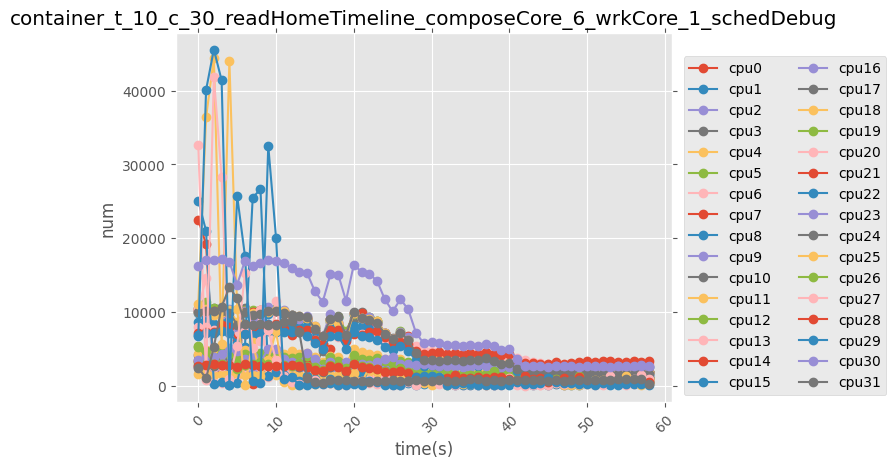 container_t_10_c_30_readHomeTimeline_composeCore_6_wrkCore_1_schedDebug
num
40000
30000
20000
10000
0
0
10
20
30
40
50
60
time(s)
cpu0
cpu1
cpu2
cpu3
cpu4
cpu5
cpu6
cpu7
cpu8
cpu9
cpu10
cpu11
cpu12
cpu13
cpu14
cpu15
cpu16
cpu17
cpu18
cpu19
cpu20
cpu21
cpu22
cpu23
cpu24
cpu25
cpu26
cpu27
cpu28
cpu29
cpu30
cpu31